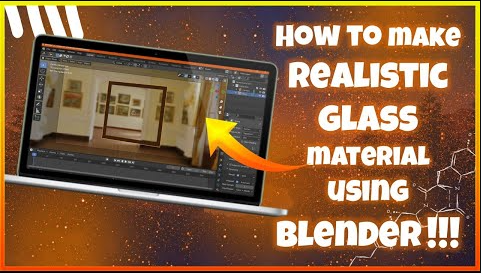 HOW TO MAKE
REALISTIC
GLASS
MATERIAL
USING
BLENDER!!!